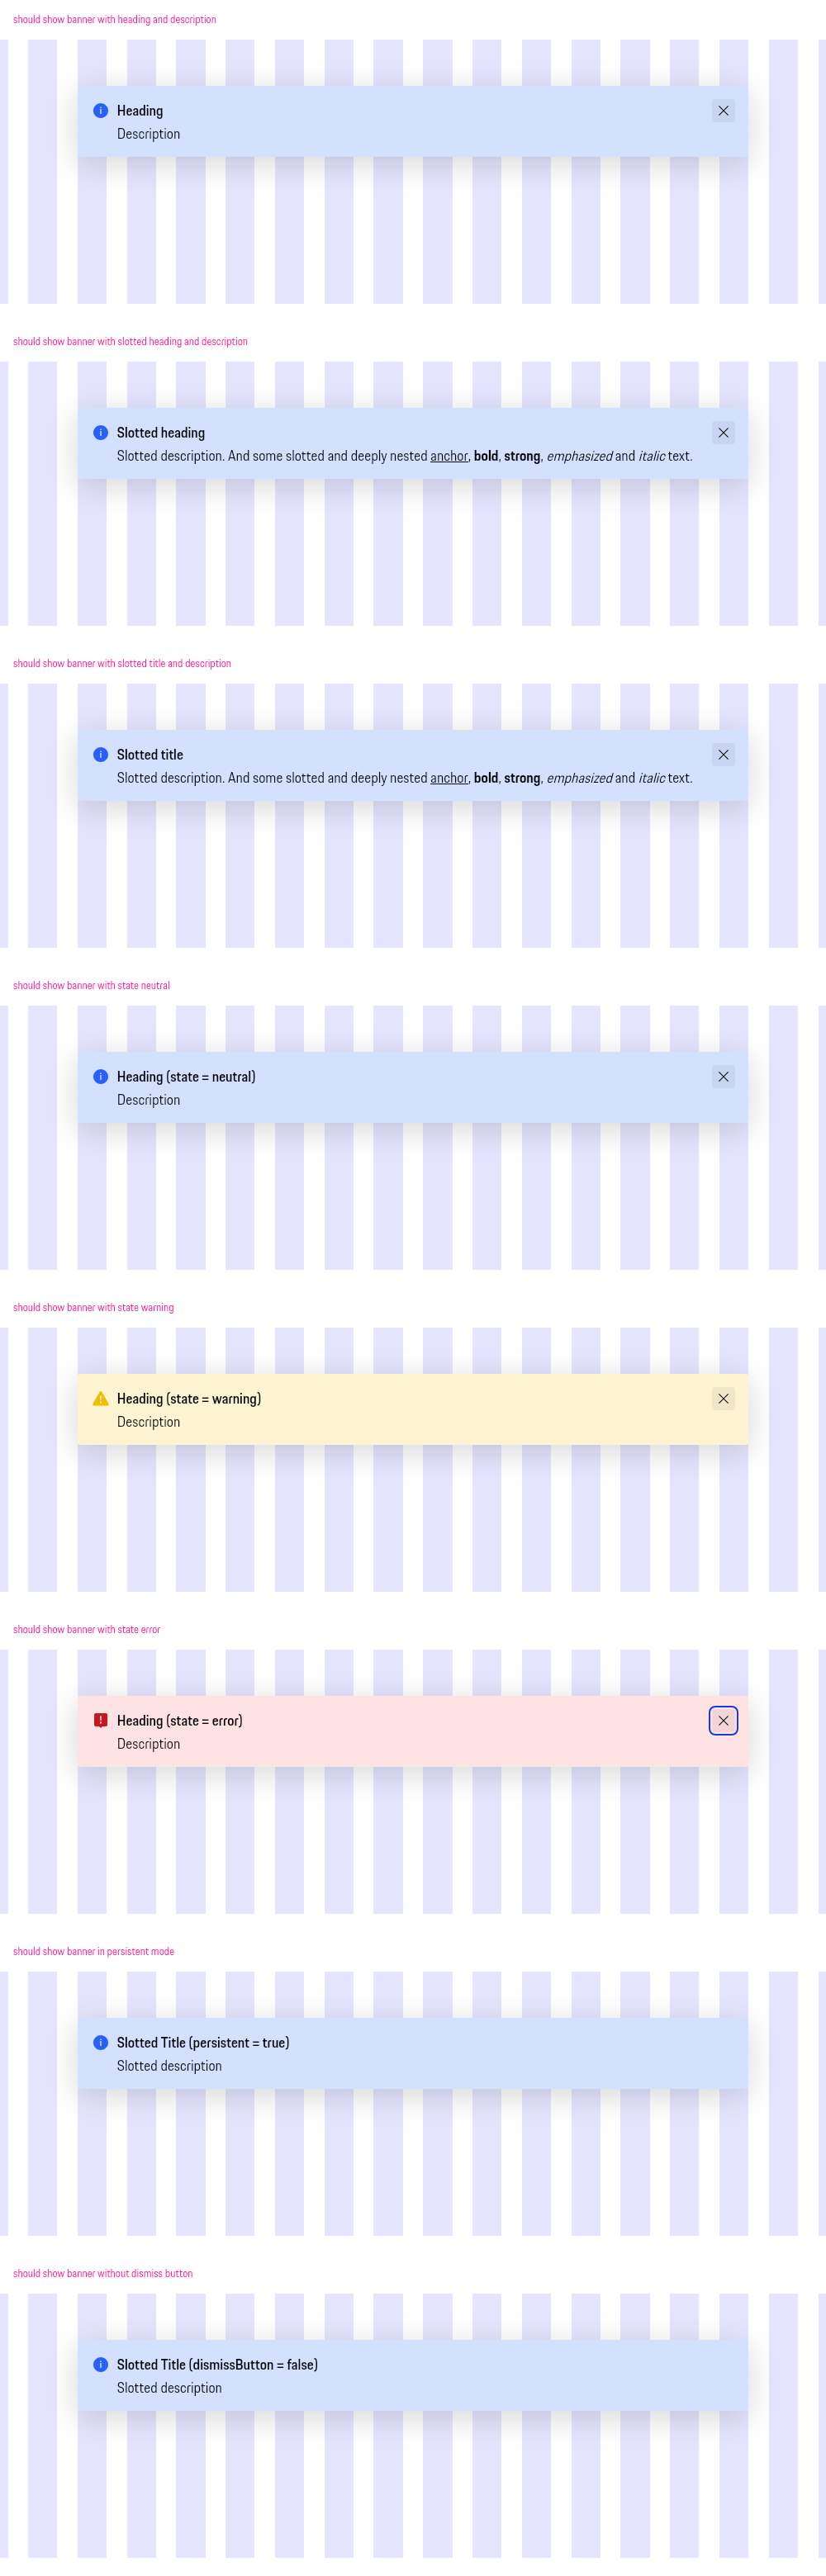 should show banner with heading and description
Heading
Description
should show banner with slotted heading and description
Slotted heading
Slotted description. And some slotted and deeply nested anchor, bold, strong, emphasized and italic text.
should show banner with slotted title and description
Slotted title
Slotted description. And some slotted and deeply nested anchor, bold, strong, emphasized and italic text.
should show banner with state neutral
Heading (state = neutral)
Description
should show banner with state warning
Heading (state = warning)
Description
should show banner with state error
Heading (state = error)
Description
should show banner in persistent mode
Slotted Title (persistent = true)
Slotted description
should show banner without dismiss button
Slotted Title (dismissButton = false)
Slotted description